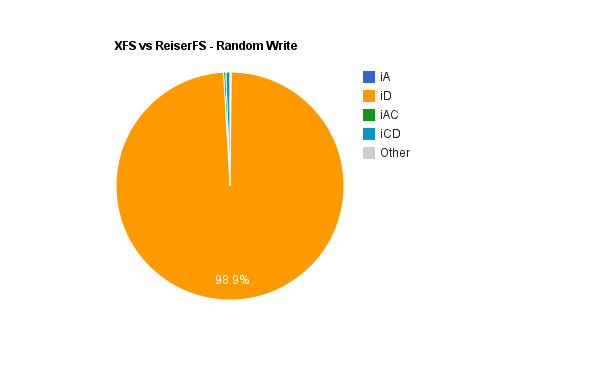 XFS vs ReiserFS - Random Write
iA
iD
iAC
iCD
Other
98.9%